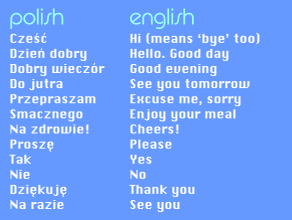 polish english
Cześć Hi (means ‘bye’ too)
Dzień dobry Hello. Good day
Dobry wieczór Good evening
Do jutra See you tomorrow
Przepraszam Excuse me, sorry
Smacznego Enjoy your meal
Na zdrowie! Cheers!
Proszę Please
Tak Yes
Nie No
Dziękuję Thank you
Na razie See you